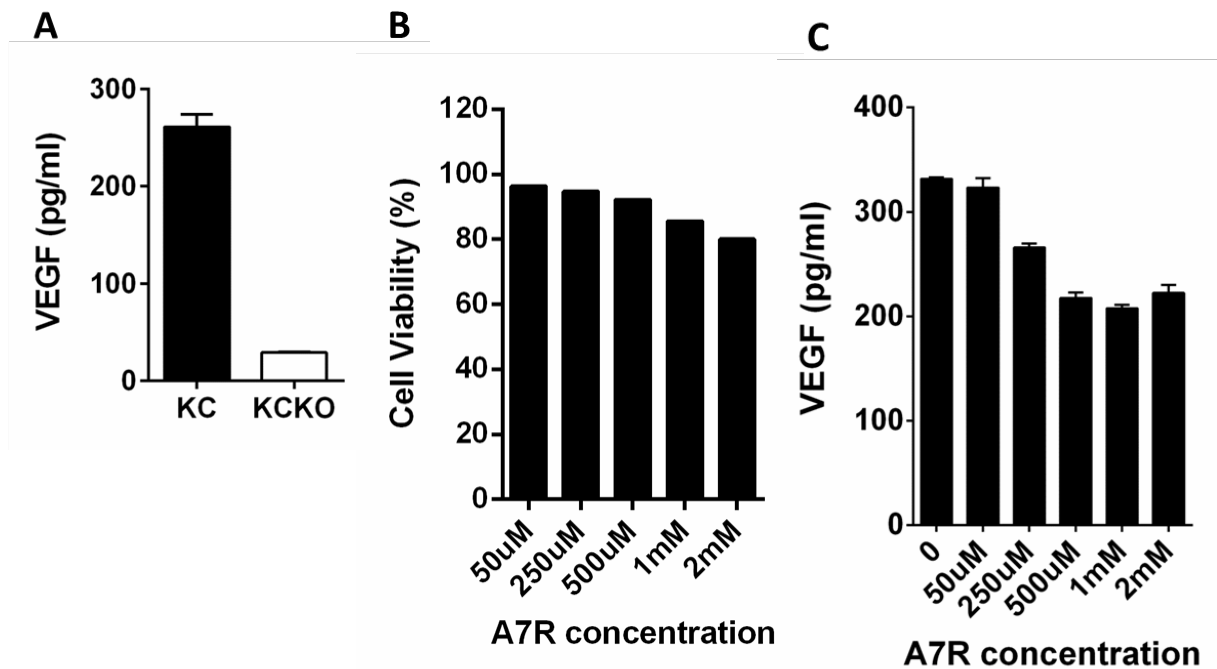 A
VEGF (pg/ml)
300
200
100
0
KC KCKO
B
Cell Viability (%)
120
100
80
60
40
20
0
50uM 250uM 500uM 1mM 2mM
A7R concentration
C
VEGF (pg/ml)
400
300
200
100
0
0 50uM 250uM 500uM 1mM 2mM
A7R concentration